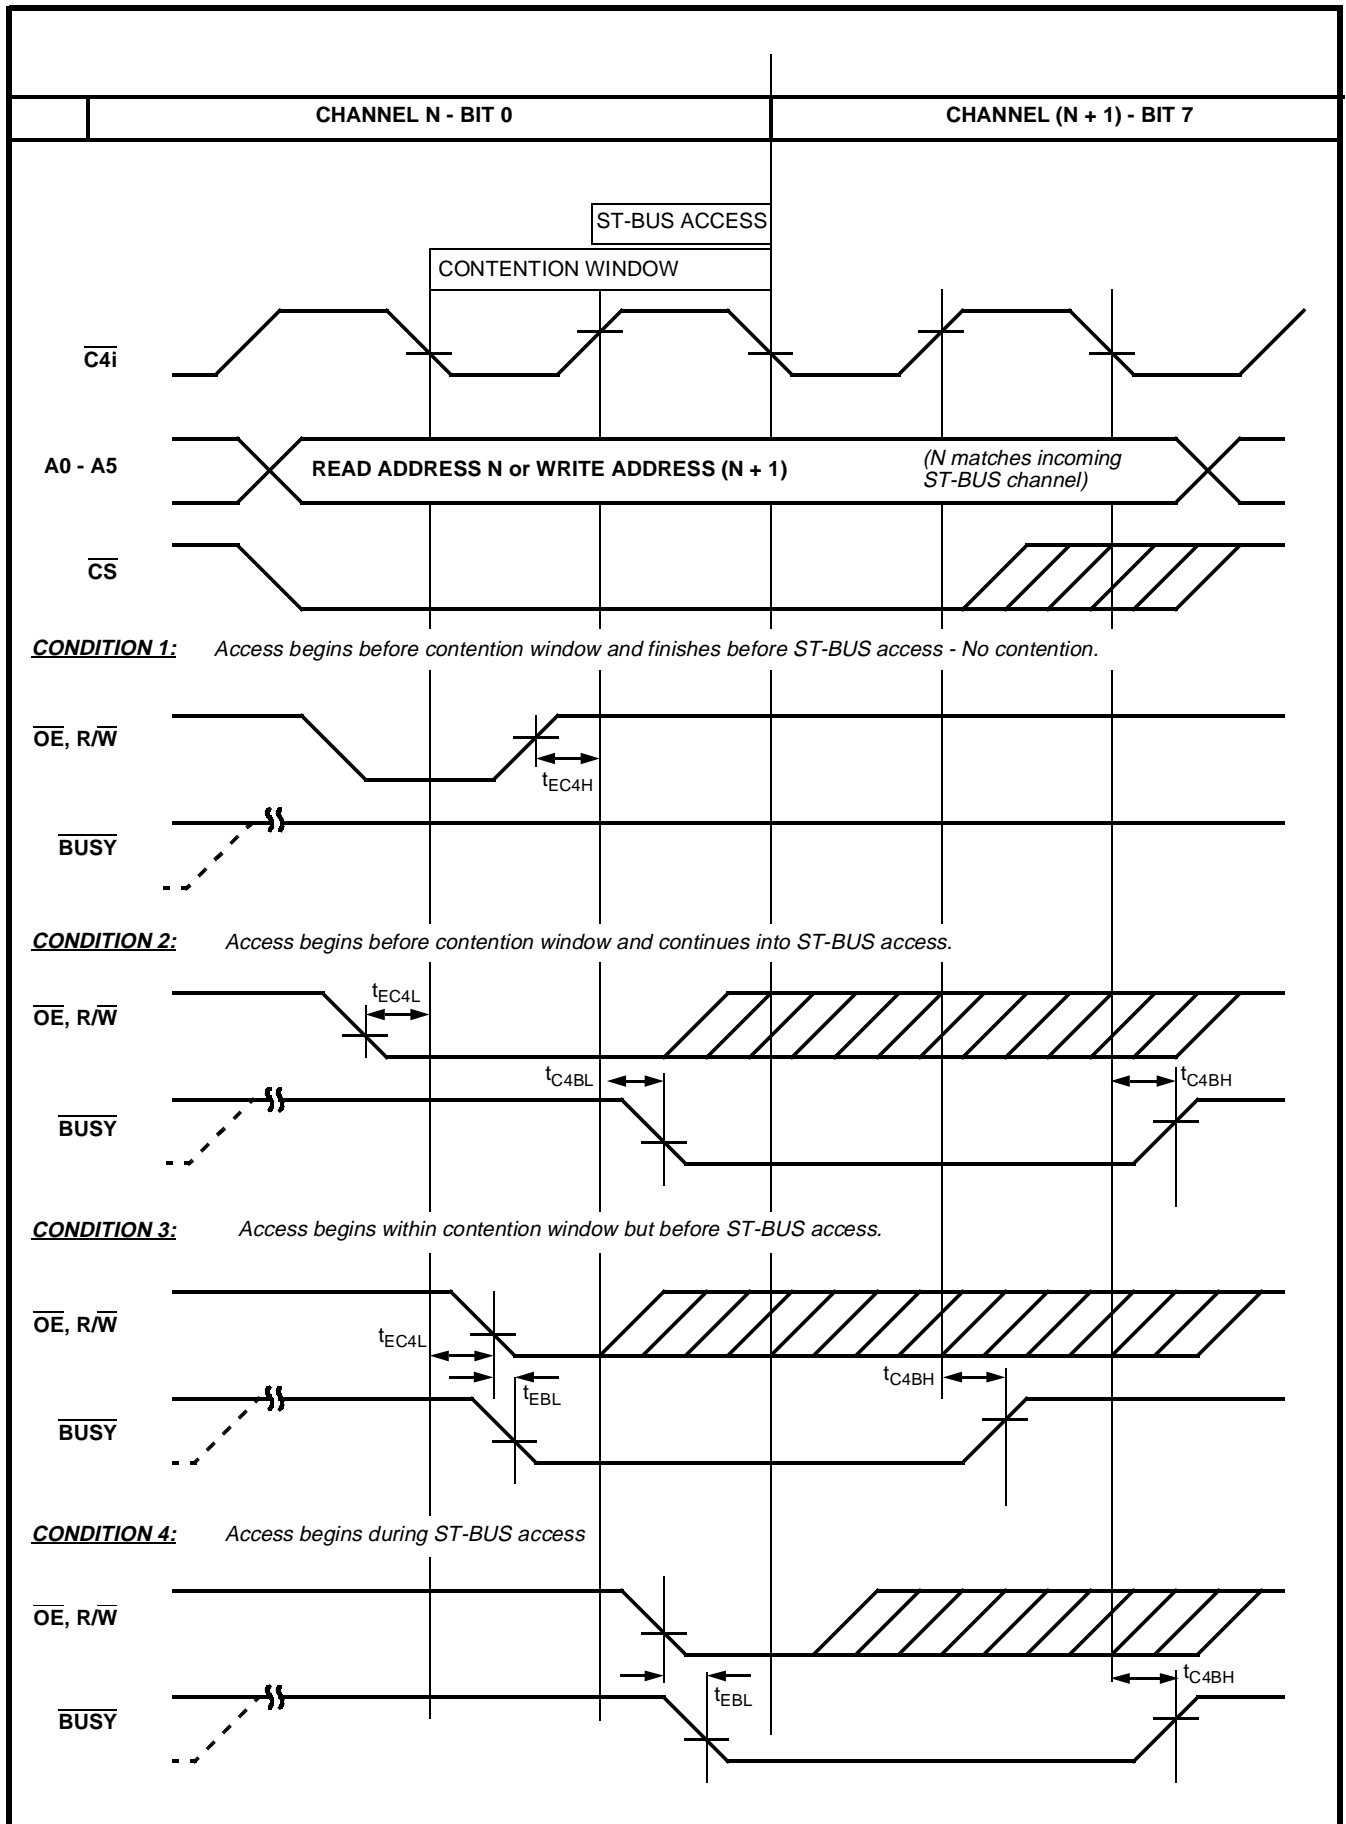 CHANNEL N - BIT 0
CHANNEL (N + 1) - BIT 7
ST-BUS ACCESS
CONTENTION WINDOW
C4i
A0 - A5
READ ADDRESS N or WRITE ADDRESS (N + 1)
(N matches incoming
ST-BUS channel)
CS
CONDITION 1: Access begins before contention window and finishes before ST-BUS access - No contention.
OE, R/W
tEC4H
BUSY
CONDITION 2: Access begins before contention window and continues into ST-BUS access.
tEC4L
OE, R/W
tC4BL
tC4BH
BUSY
CONDITION 3: Access begins within contention window but before ST-BUS access.
OE, R/W
tEC4L
tC4BH
tEBL
BUSY
CONDITION 4: Access begins during ST-BUS access
OE, R/W
tC4BH
tEBL
BUSY